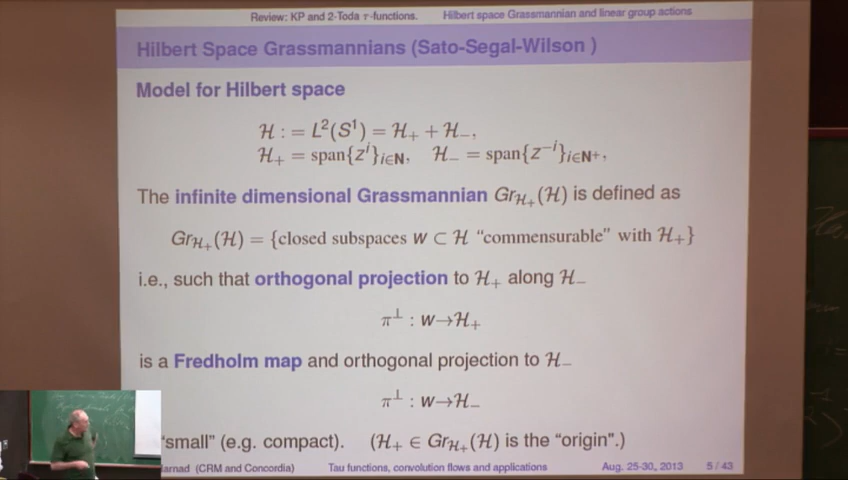 Review: KP and 2-Toda τ-functions. Hilbert space Grassmannian and linear group actions
Hilbert Space Grassmannians (Sato-Segal-Wilson )
Model for Hilbert space
ℋ : = L²(S¹) = ℋ₊ + ℋ₋,
ℋ₊ = span{zⁱ}i∈N, ℋ₋ = span{z⁻ⁱ}i∈N⁺,
The infinite dimensional Grassmannian Grℋ₊(ℋ) is defined as
Grℋ₊(ℋ) = {closed subspaces w ⊂ ℋ “commensurable” with ℋ₊}
i.e., such that orthogonal projection to ℋ₊ along ℋ₋
π⊥ : w→ℋ₊
is a Fredholm map and orthogonal projection to ℋ₋
π⊥ : w→ℋ₋
“small” (e.g. compact). (ℋ₊ ∈ Grℋ₊(ℋ) is the “origin”.)
arnad (CRM and Concordia) Tau functions, convolution flows and applications Aug. 25-30, 2013 5 / 43